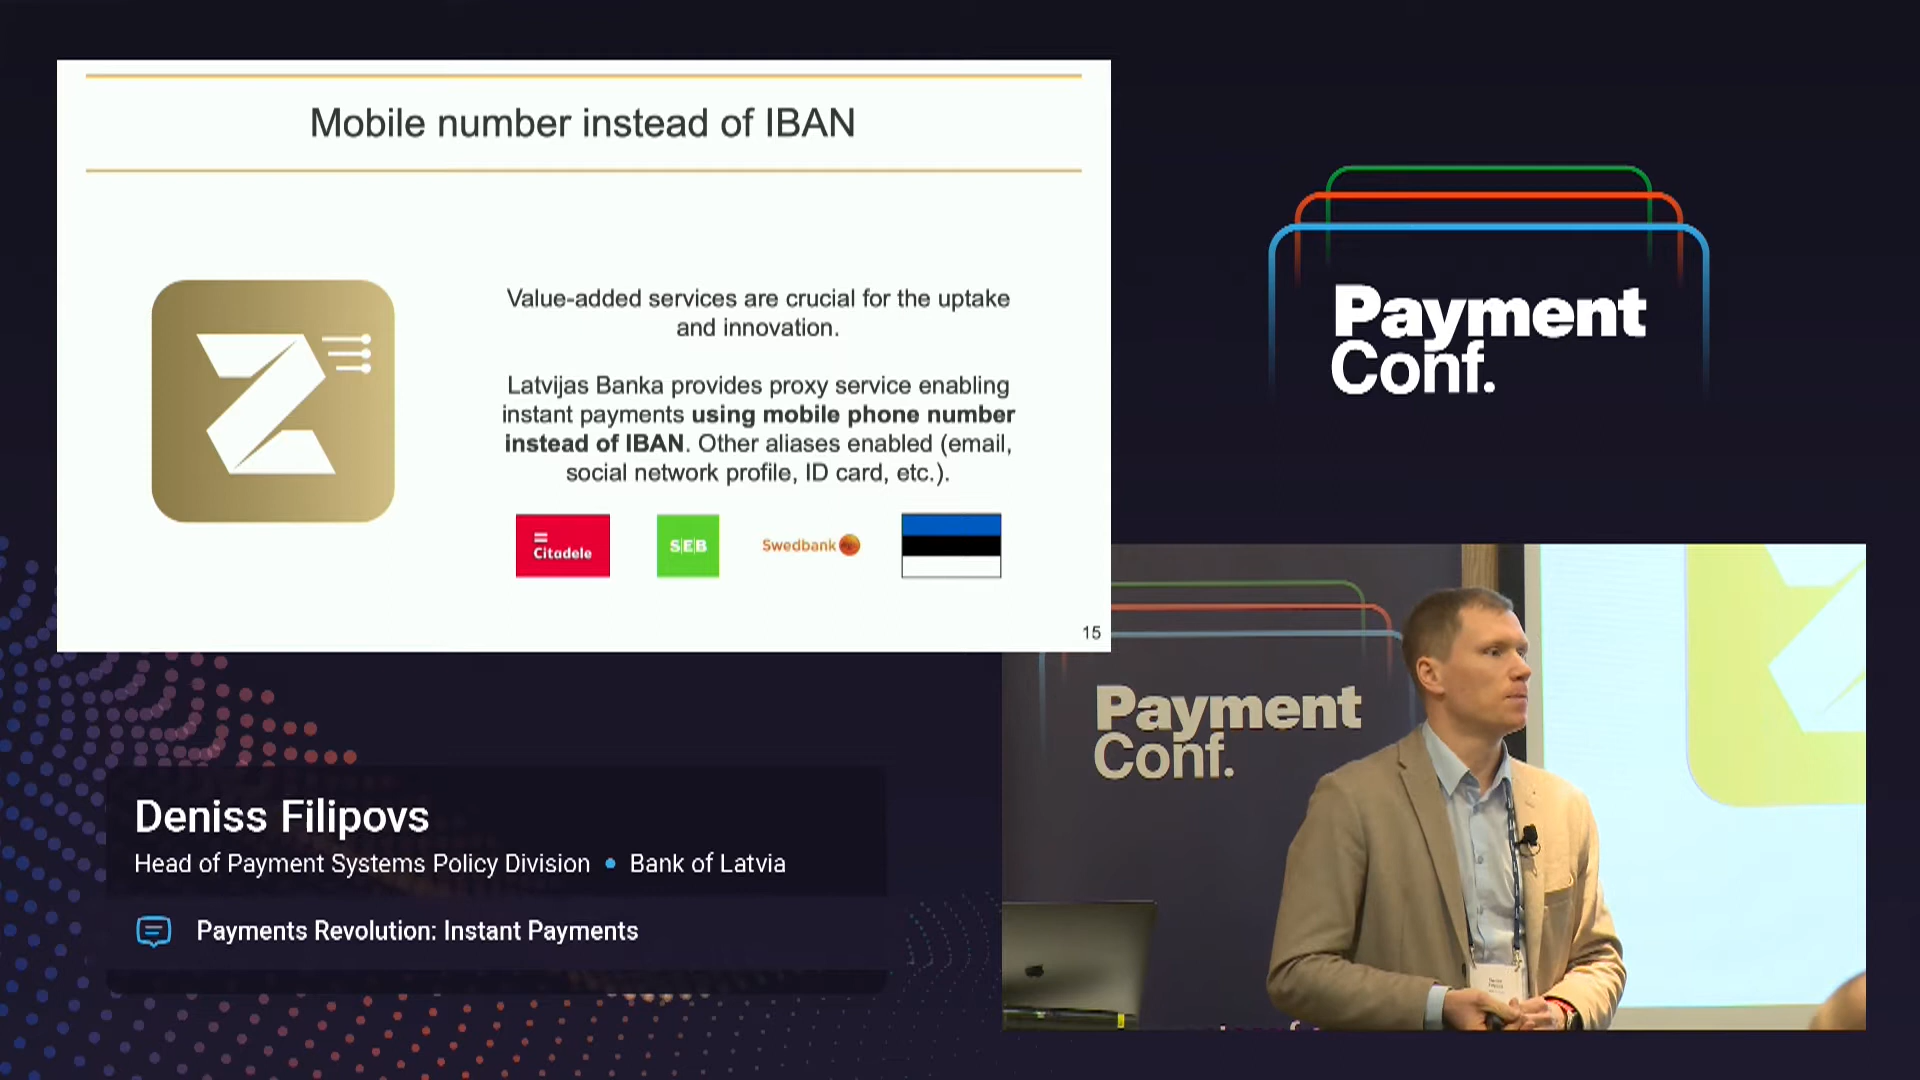 Mobile number instead of IBAN
Value-added services are crucial for the uptake
and innovation.
Latvijas Banka provides proxy service enabling
instant payments using mobile phone number
instead of IBAN. Other aliases enabled (email,
social network profile, ID card, etc.).
Citadele
SEB
Swedbank
15
Payment
Conf.
Payment
Conf.
Deniss Filipovs
Head of Payment Systems Policy Division • Bank of Latvia
Payments Revolution: Instant Payments